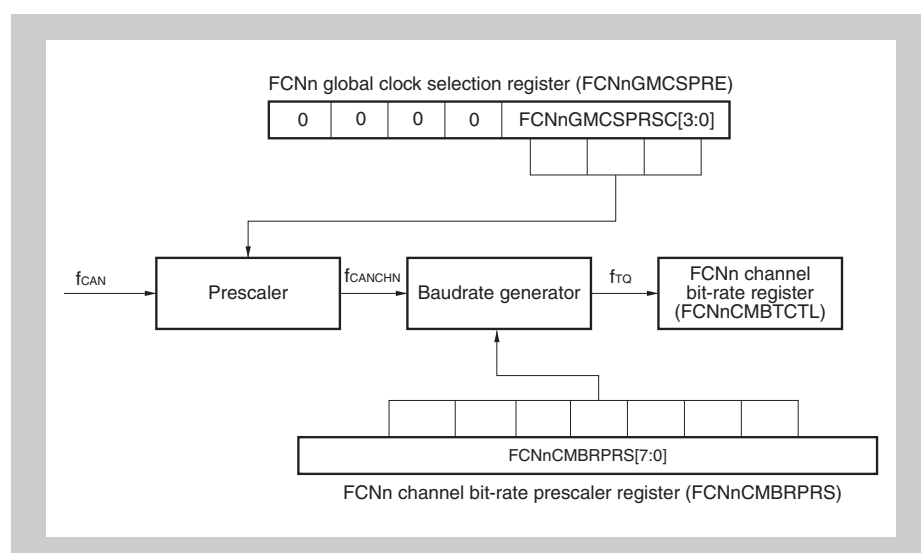 FCNn global clock selection register (FCNnGMCSPRE)
0 0 0 0 FCNnGMCSPRSC[3:0]
fCAN
Prescaler
fCANCHN
Baudrate generator
fTQ
FCNn channel
bit-rate register
(FCNnCMBTCTL)
FCNnCMBRPRS[7:0]
FCNn channel bit-rate prescaler register (FCNnCMBRPRS)